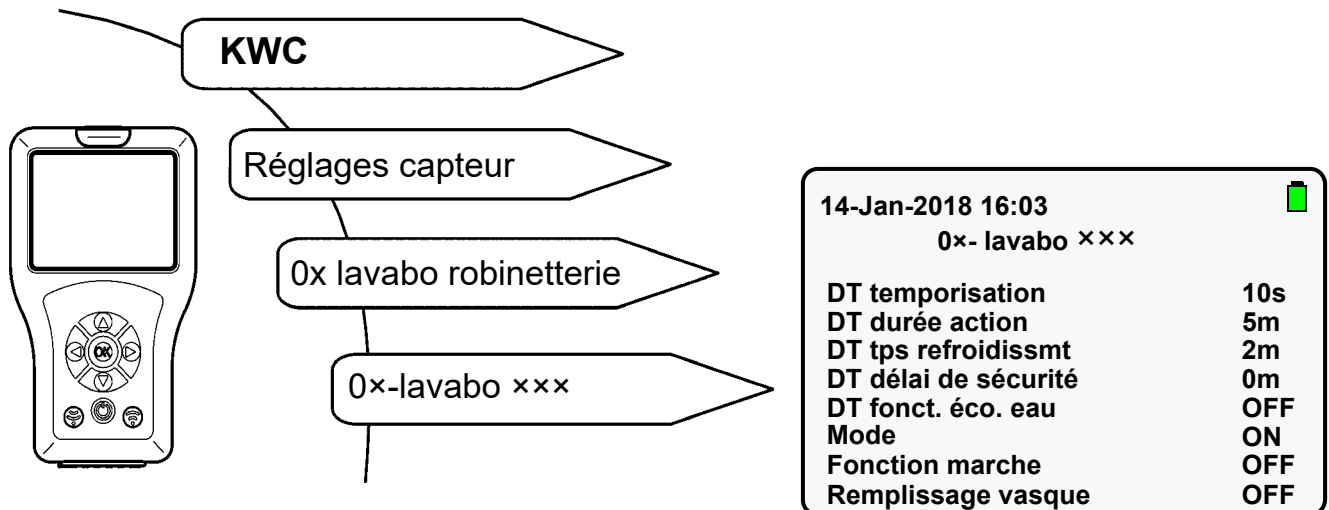 KWC
Réglages capteur
0x lavabo robinetterie
0×-lavabo ×××
OK
14-Jan-2018 16:03
0×- lavabo ×××
DT temporisation 10s
DT durée action 5m
DT tps refroidissmt 2m
DT délai de sécurité 0m
DT fonct. éco. eau OFF
Mode ON
Fonction marche OFF
Remplissage vasque OFF